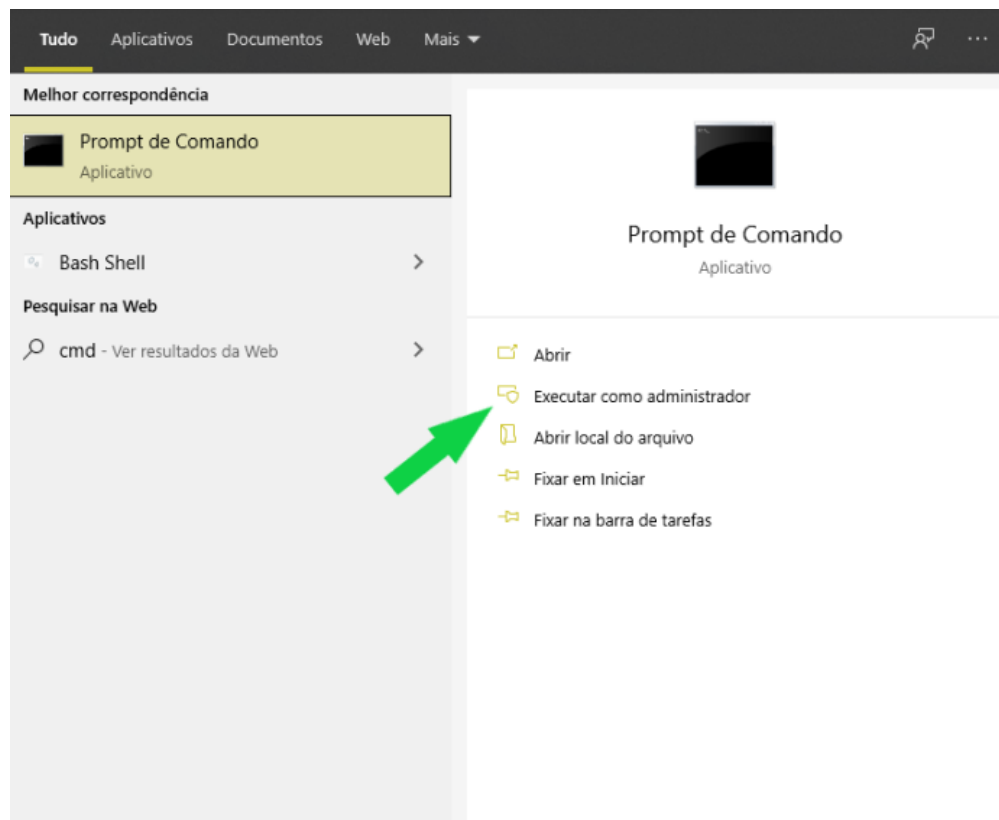 Tudo Aplicativos Documentos Web Mais
Melhor correspondência
Prompt de Comando
Aplicativo
Aplicativos
Bash Shell
Pesquisar na Web
cmd - Ver resultados da Web
Prompt de Comando
Aplicativo
Abrir
Executar como administrador
Abrir local do arquivo
Fixar em Iniciar
Fixar na barra de tarefas